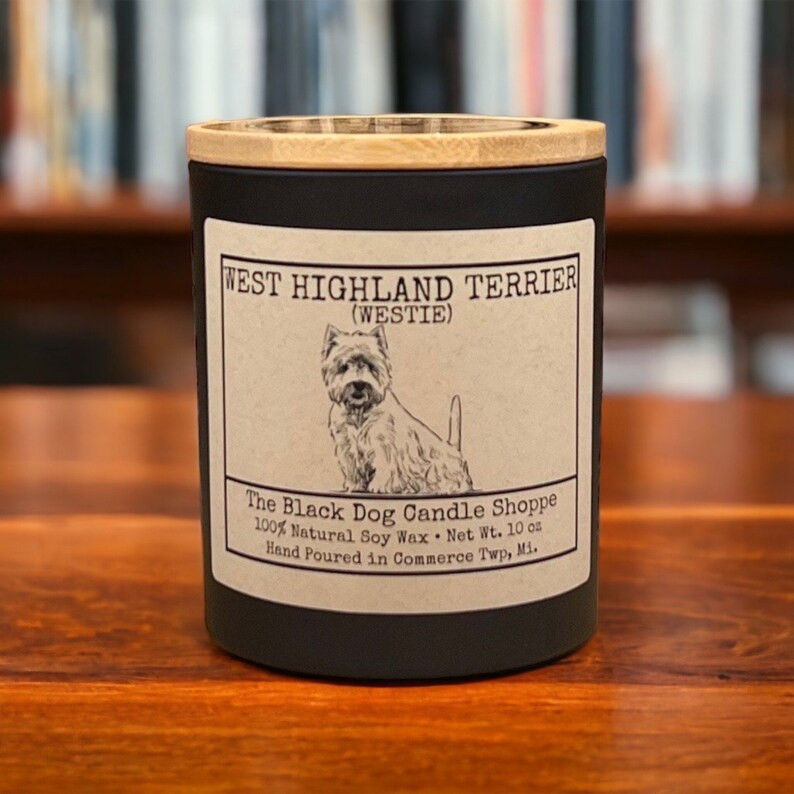 WEST HIGHLAND TERRIER
(WESTIE)
The Black Dog Candle Shoppe
100% Natural Soy Wax • Net Wt. 10 oz
Hand Poured in Commerce Twp, Mi.